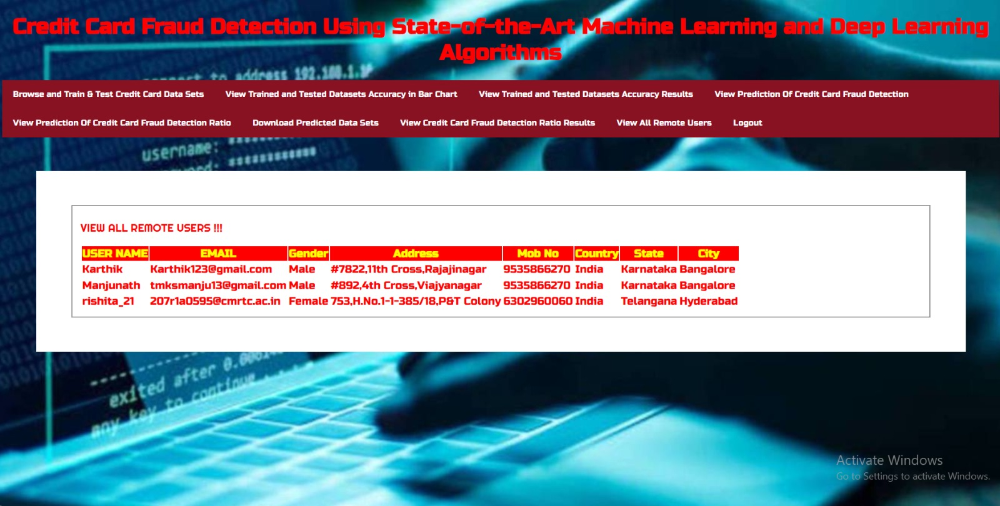 Credit Card Fraud Detection Using State-of-the-Art Machine Learning and Deep Learning
Algorithms
to address 192.168.1.1
Browse and Train & Test Credit Card Data Sets View Trained and Tested Datasets Accuracy in Bar Chart View Trained and Tested Datasets Accuracy Results View Prediction Of Credit Card Fraud Detection
View Prediction Of Credit Card Fraud Detection Ratio Download Predicted Data Sets View Credit Card Fraud Detection Ratio Results View All Remote Users Logout
username: ************
************
VIEW ALL REMOTE USERS !!!
USER NAME EMAIL Gender Address Mob No Country State City
Karthik Karthik123@gmail.com Male #7822,11th Cross,Rajajinagar 9535866270 India Karnataka Bangalore
Manjunath tmksmanju13@gmail.com Male #892,4th Cross,Viajyanagar 9535866270 India Karnataka Bangalore
rishita_21 207r1a0595@cmrtc.ac.in Female 753,H.No.1-1-385/18,P&T Colony 6302960060 India Telangana Hyderabad
exited after
any key to continue . . . .
Activate Windows
Go to Settings to activate Windows.